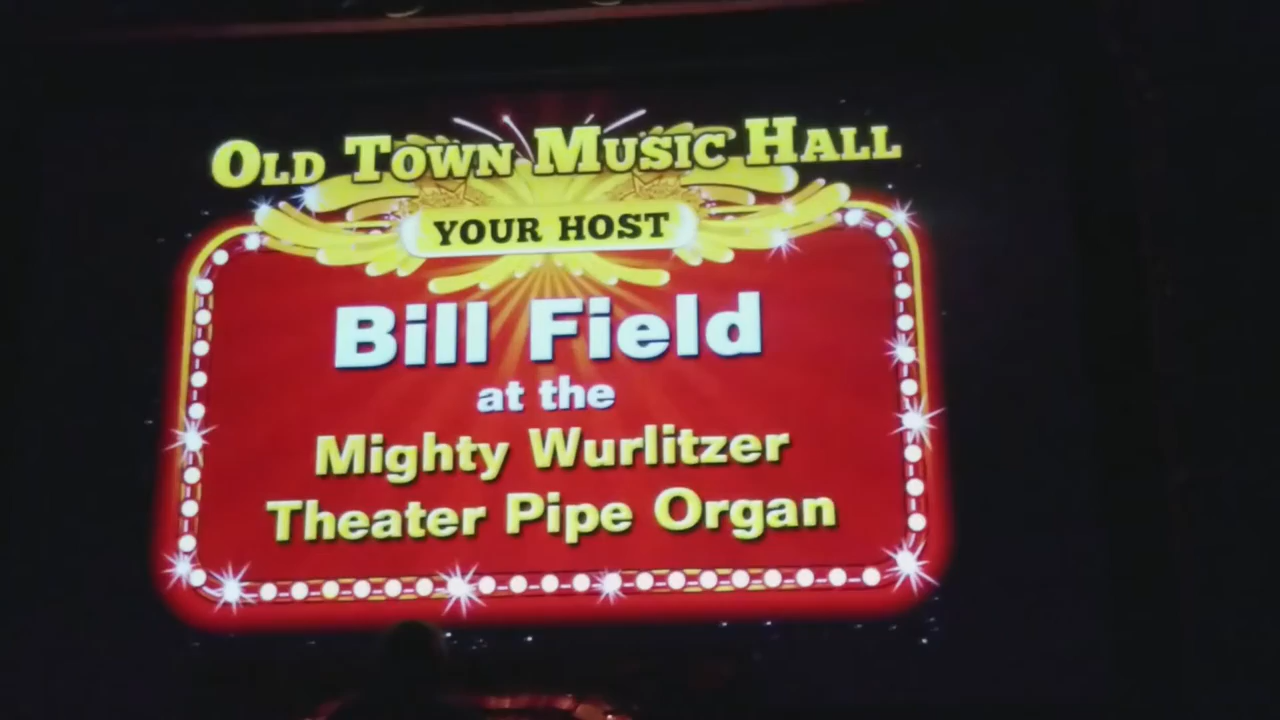 OLD TOWN MUSIC HALL
YOUR HOST
Bill Field
at the
Mighty Wurlitzer
Theater Pipe Organ